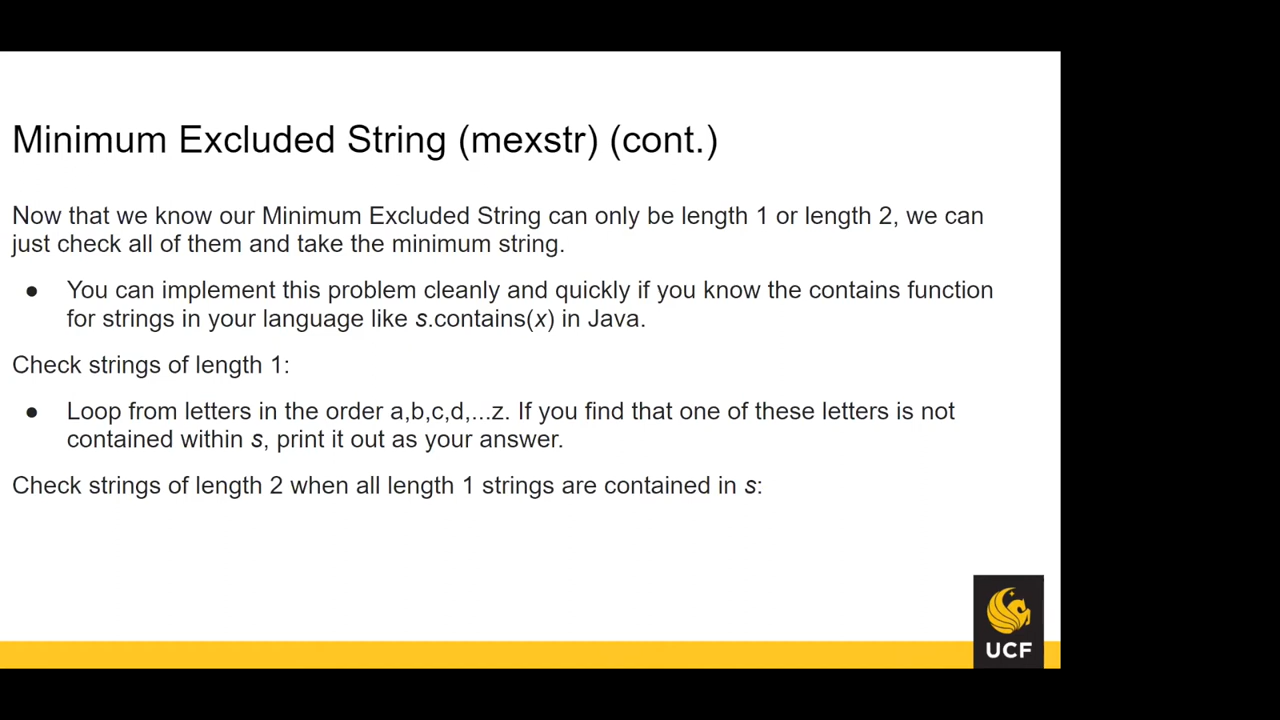 Minimum Excluded String (mexstr) (cont.)
Now that we know our Minimum Excluded String can only be length 1 or length 2, we can
just check all of them and take the minimum string.
● You can implement this problem cleanly and quickly if you know the contains function
for strings in your language like s.contains(x) in Java.
Check strings of length 1:
● Loop from letters in the order a,b,c,d,...z. If you find that one of these letters is not
contained within s, print it out as your answer.
Check strings of length 2 when all length 1 strings are contained in s:
UCF